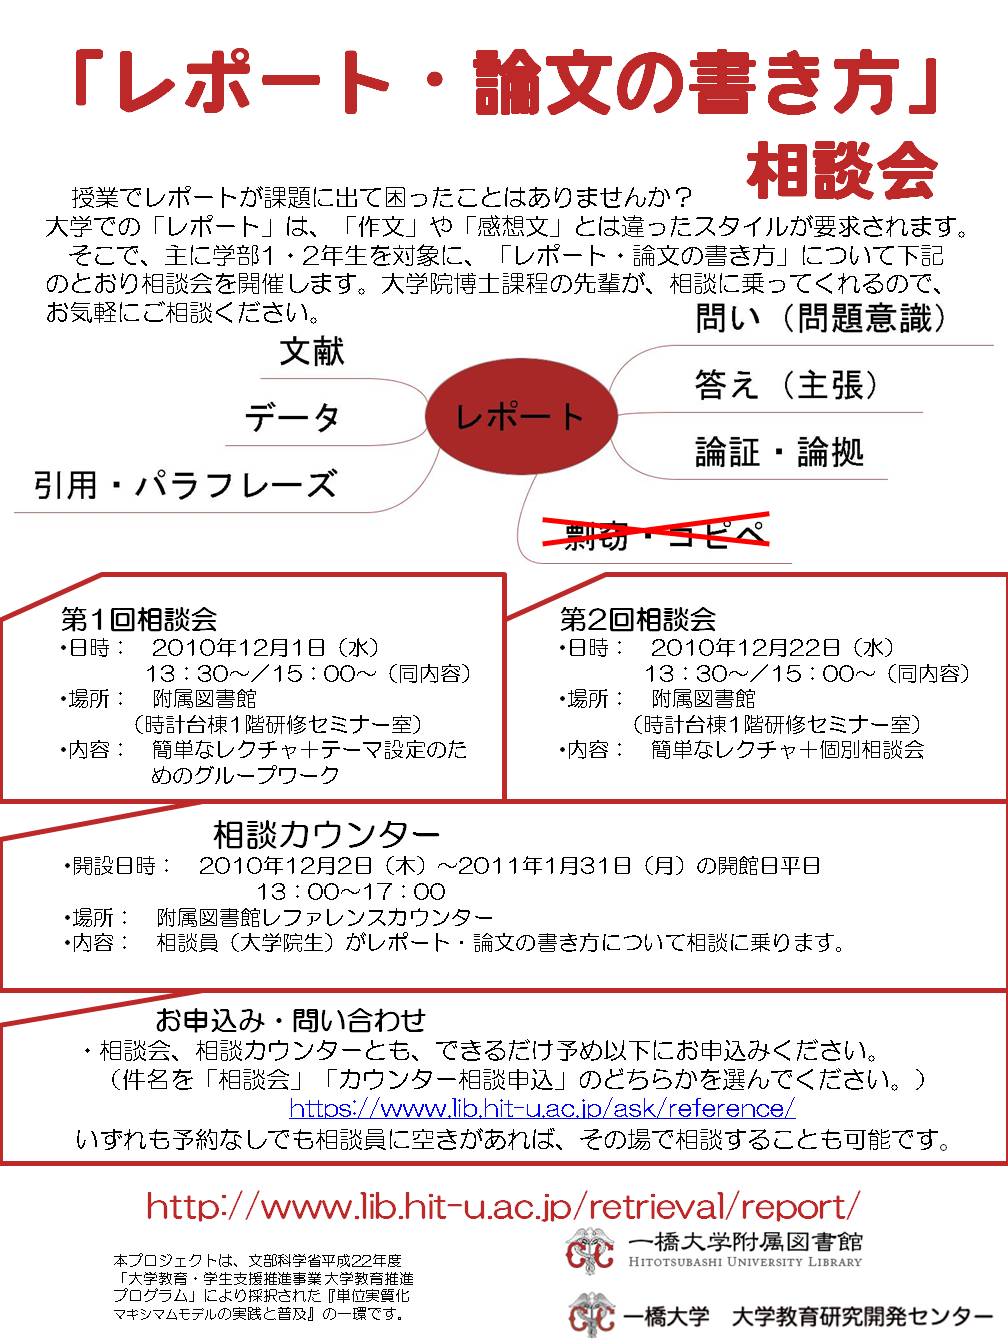 「レポート・論文の書き方」
相談会
授業でレポートが課題に出て困ったことはありませんか？
大学での「レポート」は、「作文」や「感想文」とは違ったスタイルが要求されます。
そこで、主に学部1・2年生を対象に、「レポート・論文の書き方」について下記
のとおり相談会を開催します。大学院博士課程の先輩が、相談に乗ってくれるので、
お気軽にご相談ください。
文献
データ
引用・パラフレーズ
レポート
問い（問題意識）
答え（主張）
論証・論拠
剽窃・コピペ
第1回相談会
・日時：　2010年12月1日（水）
13：30～／15：00～（同内容）
・場所：　附属図書館
（時計台棟1階研修セミナー室）
・内容：　簡単なレクチャ＋テーマ設定のた
めのグループワーク
第2回相談会
・日時：　2010年12月22日（水）
13：30～／15：00～（同内容）
・場所：　附属図書館
（時計台棟1階研修セミナー室）
・内容：　簡単なレクチャ＋個別相談会
相談カウンター
・開設日時：　2010年12月2日（木）～2011年1月31日（月）の開館日平日
13：00～17：00
・場所：　附属図書館レファレンスカウンター
・内容：　相談員（大学院生）がレポート・論文の書き方について相談に乗ります。
お申込み・問い合わせ
・相談会、相談カウンターとも、できるだけ予め以下にお申込みください。
（件名を「相談会」「カウンター相談申込」のどちらかを選んでください。）
https://www.lib.hit-u.ac.jp/ask/reference/
いずれも予約なしでも相談員に空きがあれば、その場で相談することも可能です。
http://www.lib.hit-u.ac.jp/retrieval/report/
本プロジェクトは、文部科学省平成22年度
「大学教育・学生支援推進事業 大学教育推進
プログラム」により採択された『単位実質化
マキシマムモデルの実践と普及』の一環です。
一橋大学附属図書館
HITOTSUBASHI UNIVERSITY LIBRARY
一橋大学　大学教育研究開発センター